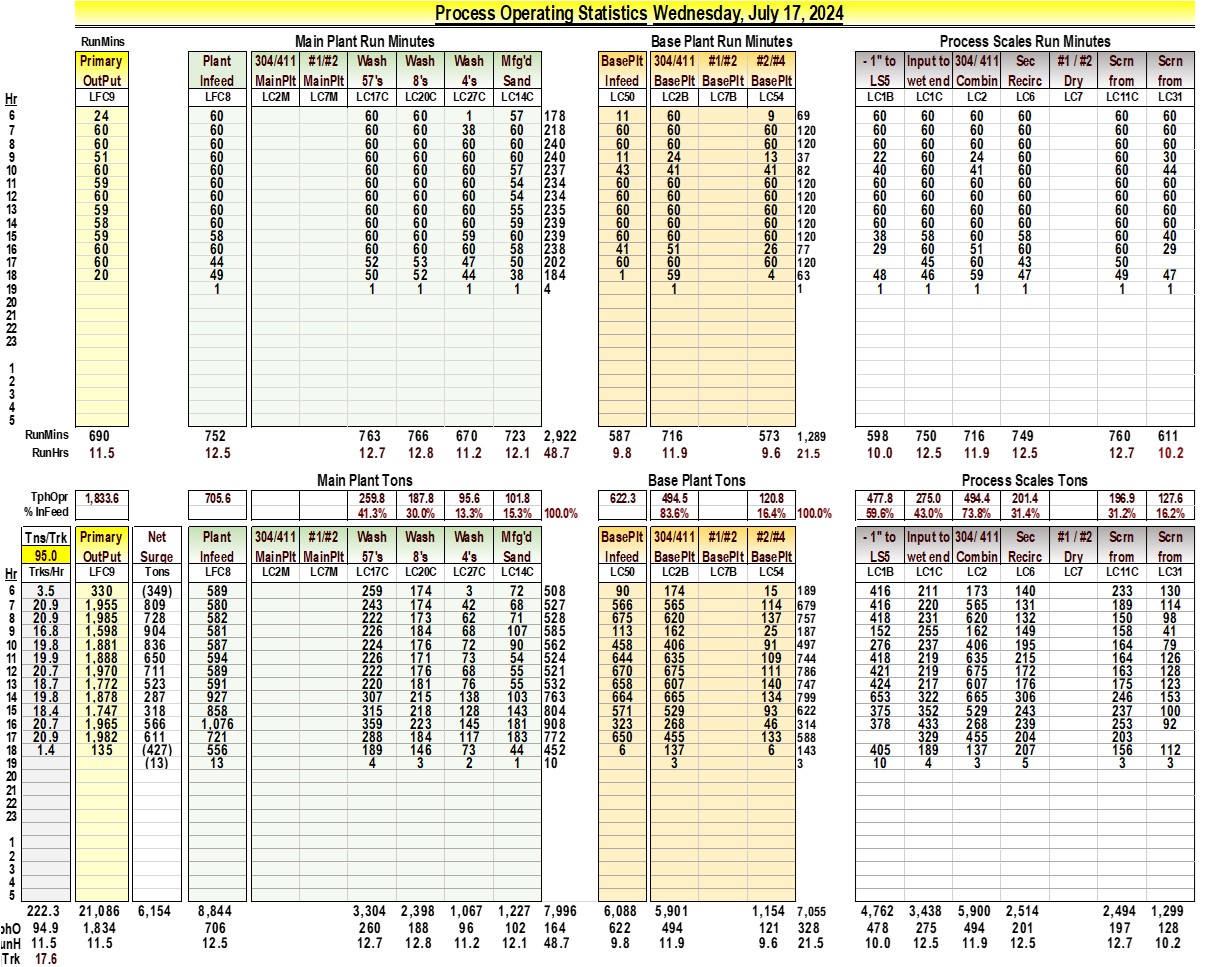 Process Operating Statistics Wednesday, July 17, 2024
RunMins Main Plant Run Minutes Base Plant Run Minutes Process Scales Run Minutes
Primary Plant 304/411 #1/#2 Wash Wash Wash Mfg'd BasePlt 304/411 #1/#2 #2/#4 - 1" to Input to 304/ 411 Sec #1 / #2 Scrn Scrn
OutPut Infeed MainPlt MainPlt 57's 8's 4's Sand Infeed BasePlt BasePlt BasePlt LS5 wet end Combin Recirc Dry from from
Hr LFC9 LFC8 LC2M LC7M LC17C LC20C LC27C LC14C LC50 LC2B LC7B LC54 LC1B LC1C LC2 LC6 LC7 LC11C LC31
6 24 60 60 60 1 57 178 11 60 9 69 60 60 60 60 60 60
7 60 60 60 60 38 60 218 60 60 60 120 60 60 60 60 60 60
8 60 60 60 60 60 60 240 60 60 60 120 60 60 60 60 60 60
9 51 60 60 60 60 60 240 11 24 13 37 22 60 24 60 60 30
10 60 60 60 60 60 57 237 43 41 41 82 40 60 41 60 60 44
11 59 60 60 60 60 54 234 60 60 60 120 60 60 60 60 60 60
12 60 60 60 60 60 54 234 60 60 60 120 60 60 60 60 60 60
13 59 60 60 60 60 55 235 60 60 60 120 60 60 60 60 60 60
14 58 60 60 60 60 59 239 60 60 60 120 60 60 60 60 60 60
15 59 58 60 60 59 60 239 60 60 60 120 38 58 60 58 60 40
16 60 60 60 60 60 58 238 41 51 26 77 29 60 51 60 60 29
17 60 44 52 53 47 50 202 60 60 60 120 45 60 43 50
18 20 49 50 52 44 38 184 1 59 4 63 48 46 59 47 49 47
19 1 1 1 1 1 4 1 1 1 1 1 1 1 1
20
21
22
23
1
2
3
4
5
RunMins 690 752 763 766 670 723 2,922 587 716 573 1,289 598 750 716 749 760 611
RunHrs 11.5 12.5 12.7 12.8 11.2 12.1 48.7 9.8 11.9 9.6 21.5 10.0 12.5 11.9 12.5 12.7 10.2
Main Plant Tons Base Plant Tons Process Scales Tons
TphOpr 1,833.6 705.6 259.8 187.8 95.6 101.8 622.3 494.5 120.8 477.8 275.0 494.4 201.4 196.9 127.6
% InFeed 41.3% 30.0% 13.3% 15.3% 100.0% 83.6% 16.4% 100.0% 59.6% 43.0% 73.8% 31.4% 31.2% 16.2%
Tns/Trk Primary Net Plant 304/411 #1/#2 Wash Wash Wash Mfg'd BasePlt 304/411 #1/#2 #2/#4 - 1" to Input to 304/ 411 Sec #1 / #2 Scrn Scrn
95.0 OutPut Surge Infeed MainPlt MainPlt 57's 8's 4's Sand Infeed BasePlt BasePlt BasePlt LS5 wet end Combin Recirc Dry from from
Hr Trks/Hr LFC9 Tons LFC8 LC2M LC7M LC17C LC20C LC27C LC14C LC50 LC2B LC7B LC54 LC1B LC1C LC2 LC6 LC7 LC11C LC31
6 3.5 330 (349) 589 259 174 3 72 508 90 174 15 189 416 211 173 140 233 130
7 20.9 1,955 809 580 243 174 42 68 527 566 565 114 679 416 220 565 131 189 114
8 20.9 1,985 728 582 222 173 62 71 528 675 620 137 757 418 231 620 132 150 98
9 16.8 1,598 904 581 226 184 68 107 585 113 162 25 187 152 255 162 149 158 41
10 19.8 1,881 836 587 224 176 72 90 562 458 406 91 497 276 237 406 195 164 79
11 19.9 1,888 650 594 226 171 73 54 524 644 635 109 744 418 219 635 215 164 126
12 20.7 1,970 711 589 222 176 68 55 521 670 675 111 786 421 219 675 172 163 128
13 18.7 1,772 523 591 220 181 76 55 532 658 607 140 747 424 217 607 176 175 123
14 19.8 1,878 287 927 307 215 138 103 763 664 665 134 799 653 322 665 306 246 153
15 18.4 1,747 318 858 315 218 128 143 804 571 529 93 622 375 352 529 243 237 100
16 20.7 1,965 566 1,076 359 223 145 181 908 323 268 46 314 378 433 268 239 253 92
17 20.9 1,982 611 721 288 184 117 183 772 650 455 133 588 329 455 204 203
18 1.4 135 (427) 556 189 146 73 44 452 6 137 6 143 405 189 137 207 156 112
19 (13) 13 4 3 2 1 10 3 3 10 4 3 5 3 3
20
21
22
23
1
2
3
4
5
222.3 21,086 6,154 8,844 3,304 2,398 1,067 1,227 7,996 6,088 5,901 1,154 7,055 4,762 3,438 5,900 2,514 2,494 1,299
phO 94.9 1,834 706 260 188 96 102 164 622 494 121 328 478 275 494 201 197 128
unH 11.5 11.5 12.5 12.7 12.8 11.2 12.1 48.7 9.8 11.9 9.6 21.5 10.0 12.5 11.9 12.5 12.7 10.2
Trk 17.6